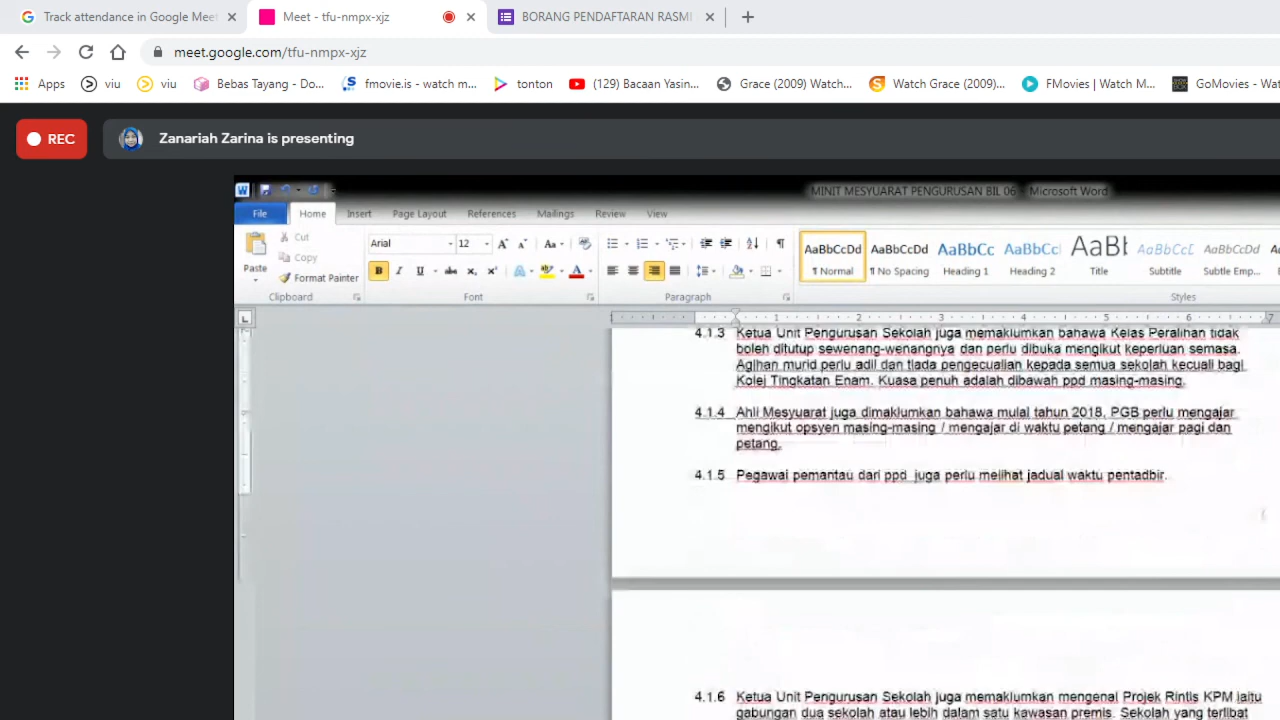 Track attendance in Google Meet
Meet - tfu-nmpx-xjz
BORANG PENDAFTARAN RASMI
meet.google.com/tfu-nmpx-xjz
Apps viu viu Bebas Tayang - Do... fmovie.is - watch m... tonton (129) Bacaan Yasin... Grace (2009) Watch... Watch Grace (2009)... FMovies | Watch M... GoMovies - Wat
REC Zanariah Zarina is presenting
MINIT MESYUARAT PENGURUSAN BIL 06 - Microsoft Word
File Home Insert Page Layout References Mailings Review View
Cut
Copy
Paste
Format Painter
Clipboard
Arial 12
Font
Paragraph
AaBbCcDd AaBbCcDd AaBbCc AaBbCc AaBb AaBbCcD AaBbCcDd
¶ Normal ¶ No Spacing Heading 1 Heading 2 Title Subtitle Subtle Emp...
Styles
1 2 3 4 5 6 7
4.1.3 Ketua Unit Pengurusan Sekolah juga memaklumkan bahawa Kelas Peralihan tidak
boleh ditutup sewenang-wenangnya dan perlu dibuka mengikut keperluan semasa.
Agihan murid perlu adil dan tiada pengecualian kepada semua sekolah kecuali bagi
Kolej Tingkatan Enam. Kuasa penuh adalah dibawah ppd masing-masing.
4.1.4 Ahli Mesyuarat juga dimaklumkan bahawa mulai tahun 2018, PGB perlu mengajar
mengikut opsyen masing-masing / mengajar di waktu petang / mengajar pagi dan
petang.
4.1.5 Pegawai pemantau dari ppd juga perlu melihat jadual waktu pentadbir.
4.1.6 Ketua Unit Pengurusan Sekolah juga memaklumkan mengenai Projek Rintis KPM iaitu
gabungan dua sekolah atau lebih dalam satu kawasan premis. Sekolah yang terlibat